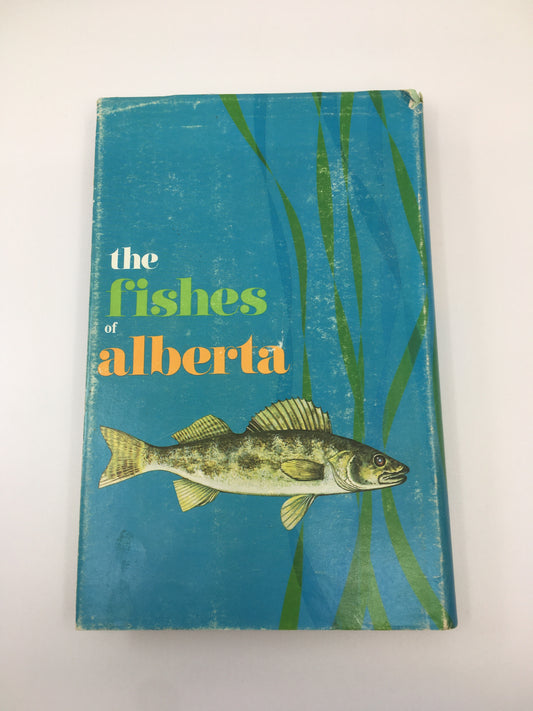 the
fishes
of
alberta